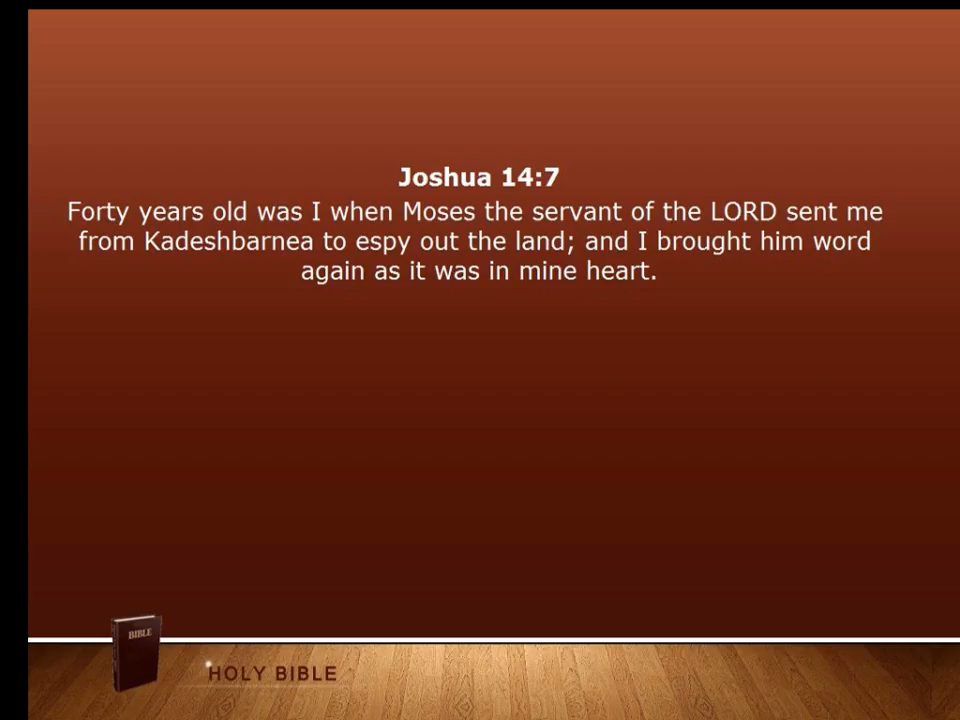 Joshua 14:7
Forty years old was I when Moses the servant of the LORD sent me
from Kadeshbarnea to espy out the land; and I brought him word
again as it was in mine heart.
BIBLE
HOLY BIBLE